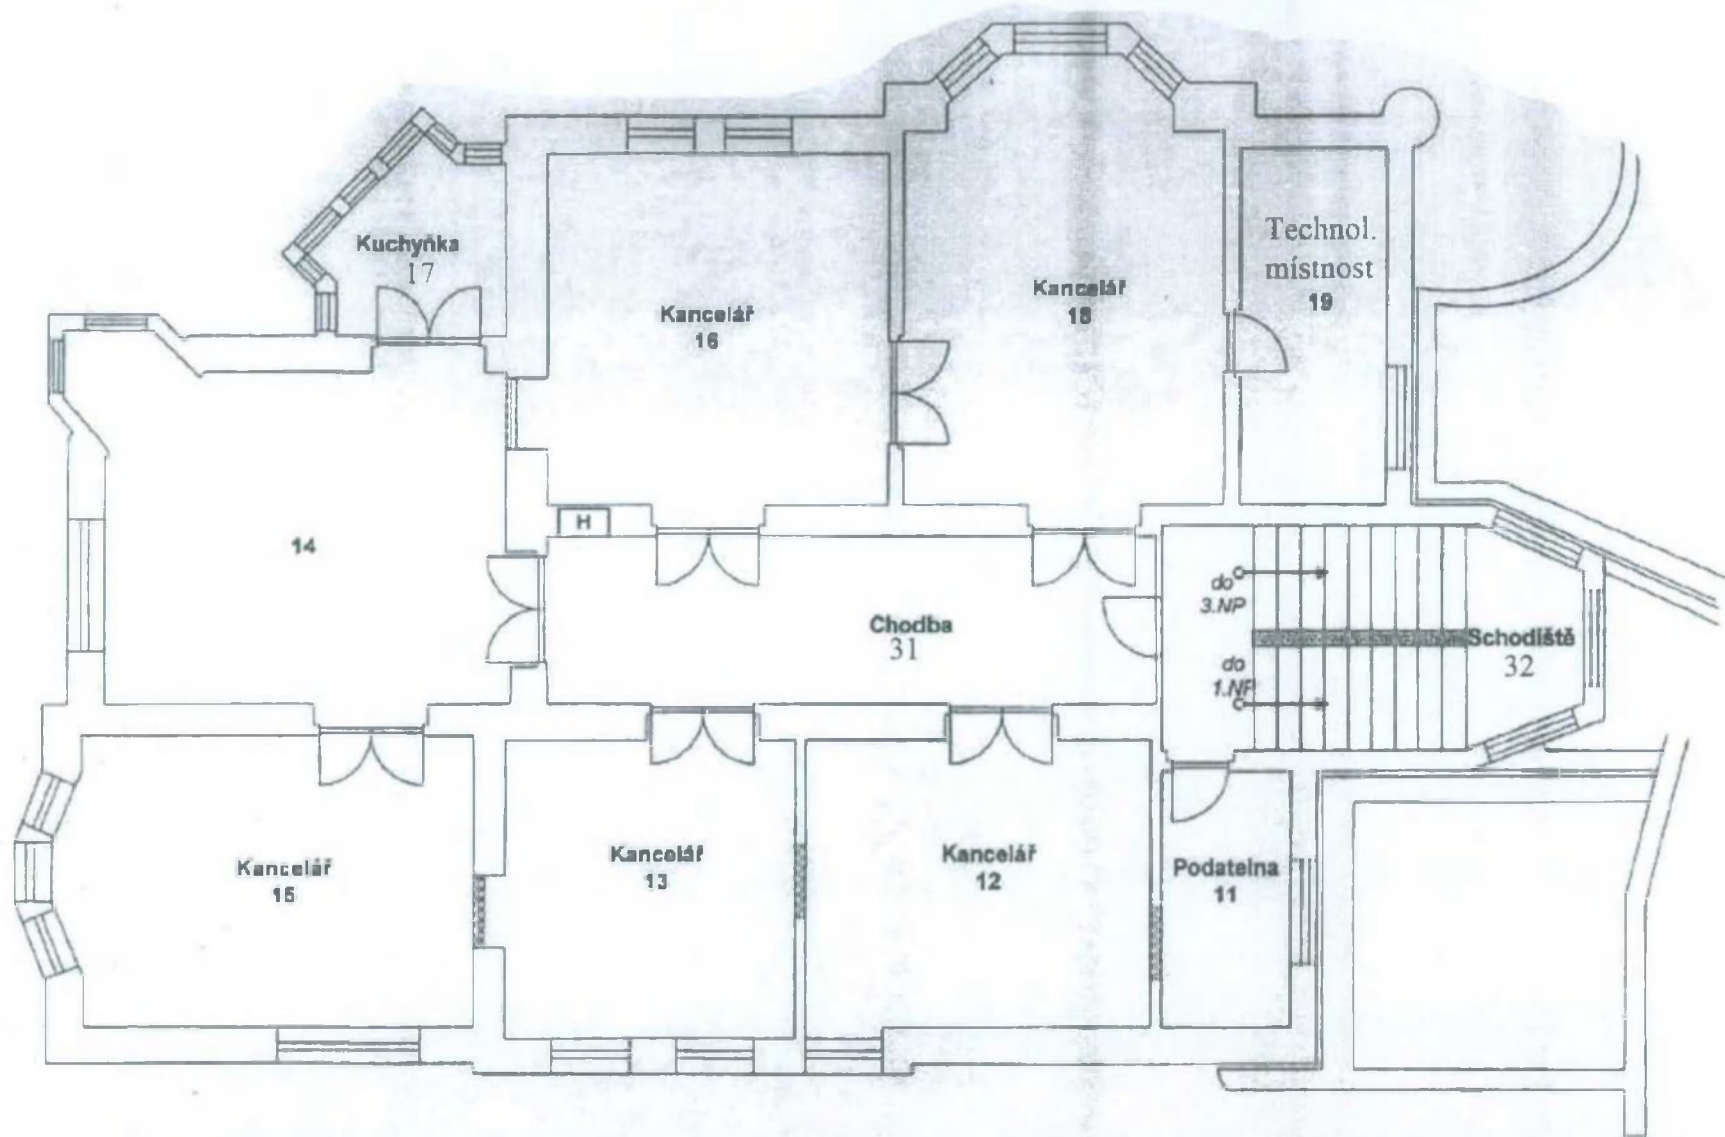 Kuchyňka
17
Kancelář
16
Kancelář
18
Technol.
místnost
19
14
H
Chodba
31
do
3.NP
do
1.NP
Schodiště
32
Kancelář
15
Kancelář
13
Kancelář
12
Podatelna
11